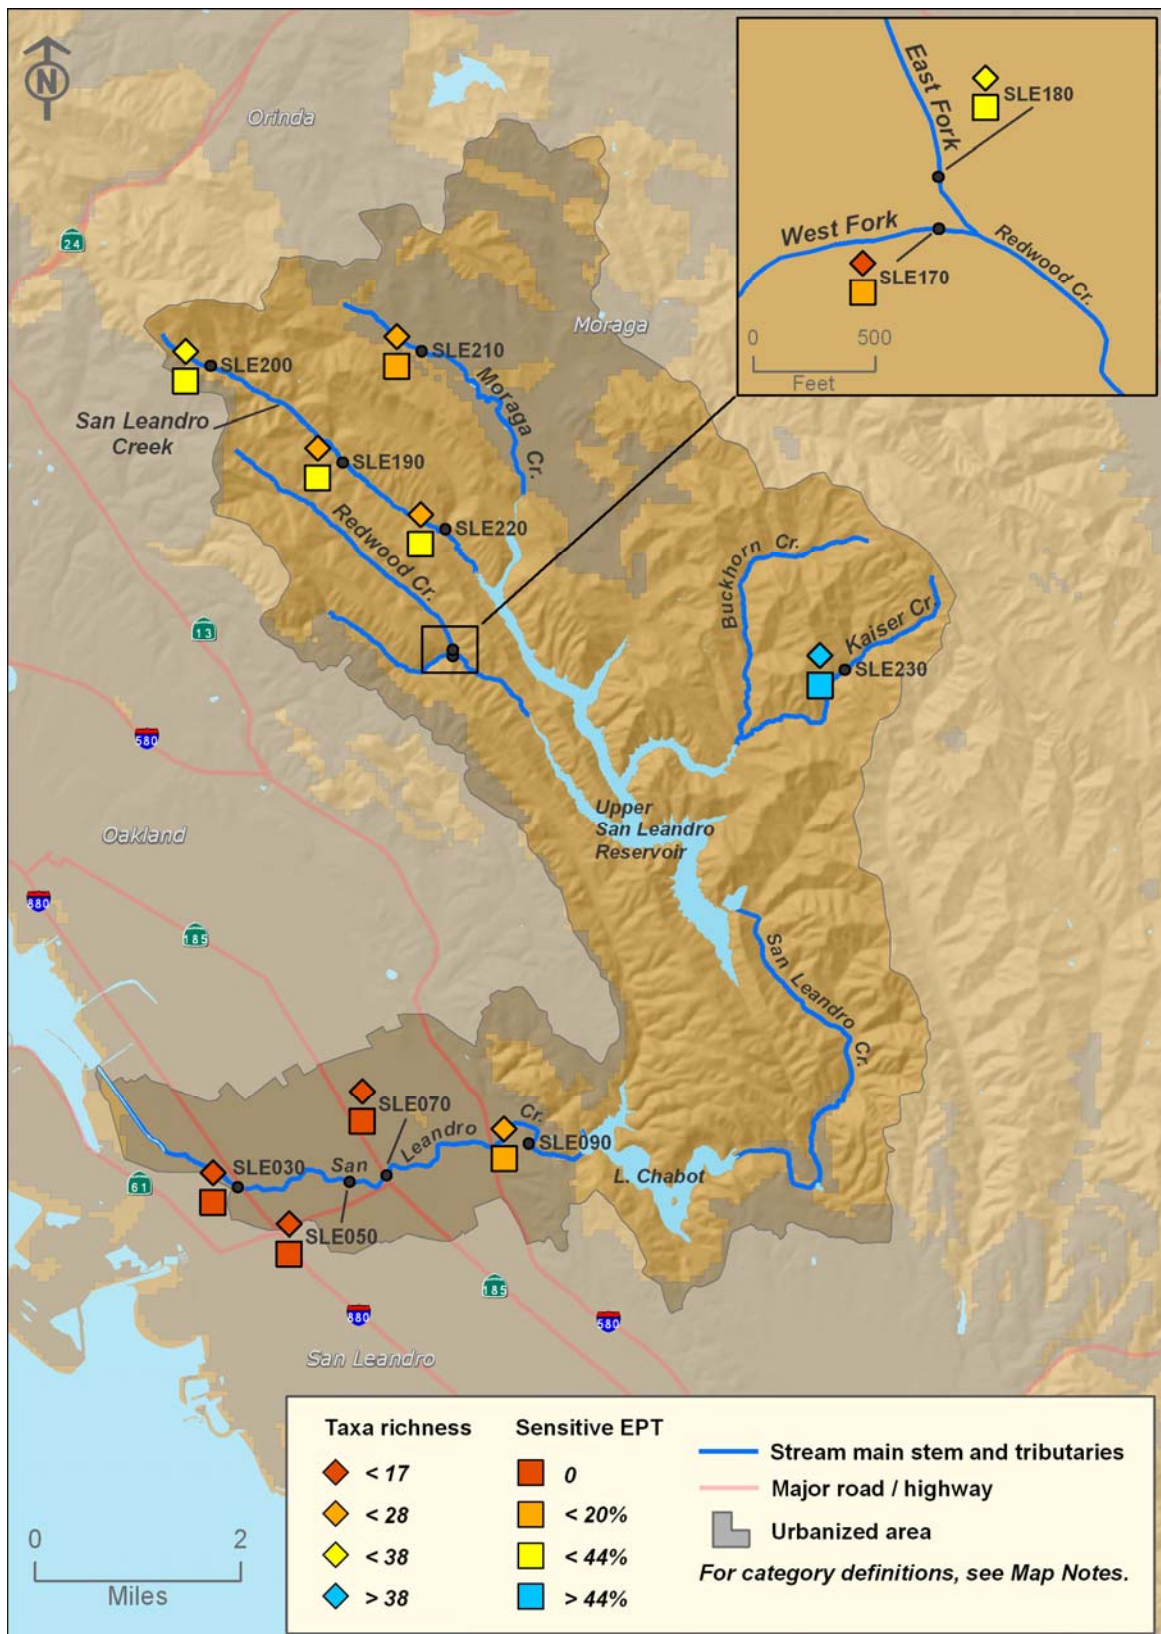 N
Orinda
24
East Fork
SLE180
West Fork
Redwood Cr.
SLE170
0 500
Feet
Moraga
SLE210
SLE200
Moraga Cr.
San Leandro
Creek
SLE190
SLE220
Redwood Cr.
Buckhorn Cr.
Kaiser Cr.
SLE230
13
580
Upper
San Leandro
Reservoir
Oakland
880
185
San Leandro Cr.
SLE070
San Leandro Cr.
SLE090
SLE030
L. Chabot
61
SLE050
185
880
580
San Leandro
Taxa richness
< 17
< 28
< 38
> 38
Sensitive EPT
0
< 20%
< 44%
> 44%
Stream main stem and tributaries
Major road / highway
Urbanized area
For category definitions, see Map Notes.
0 2
Miles